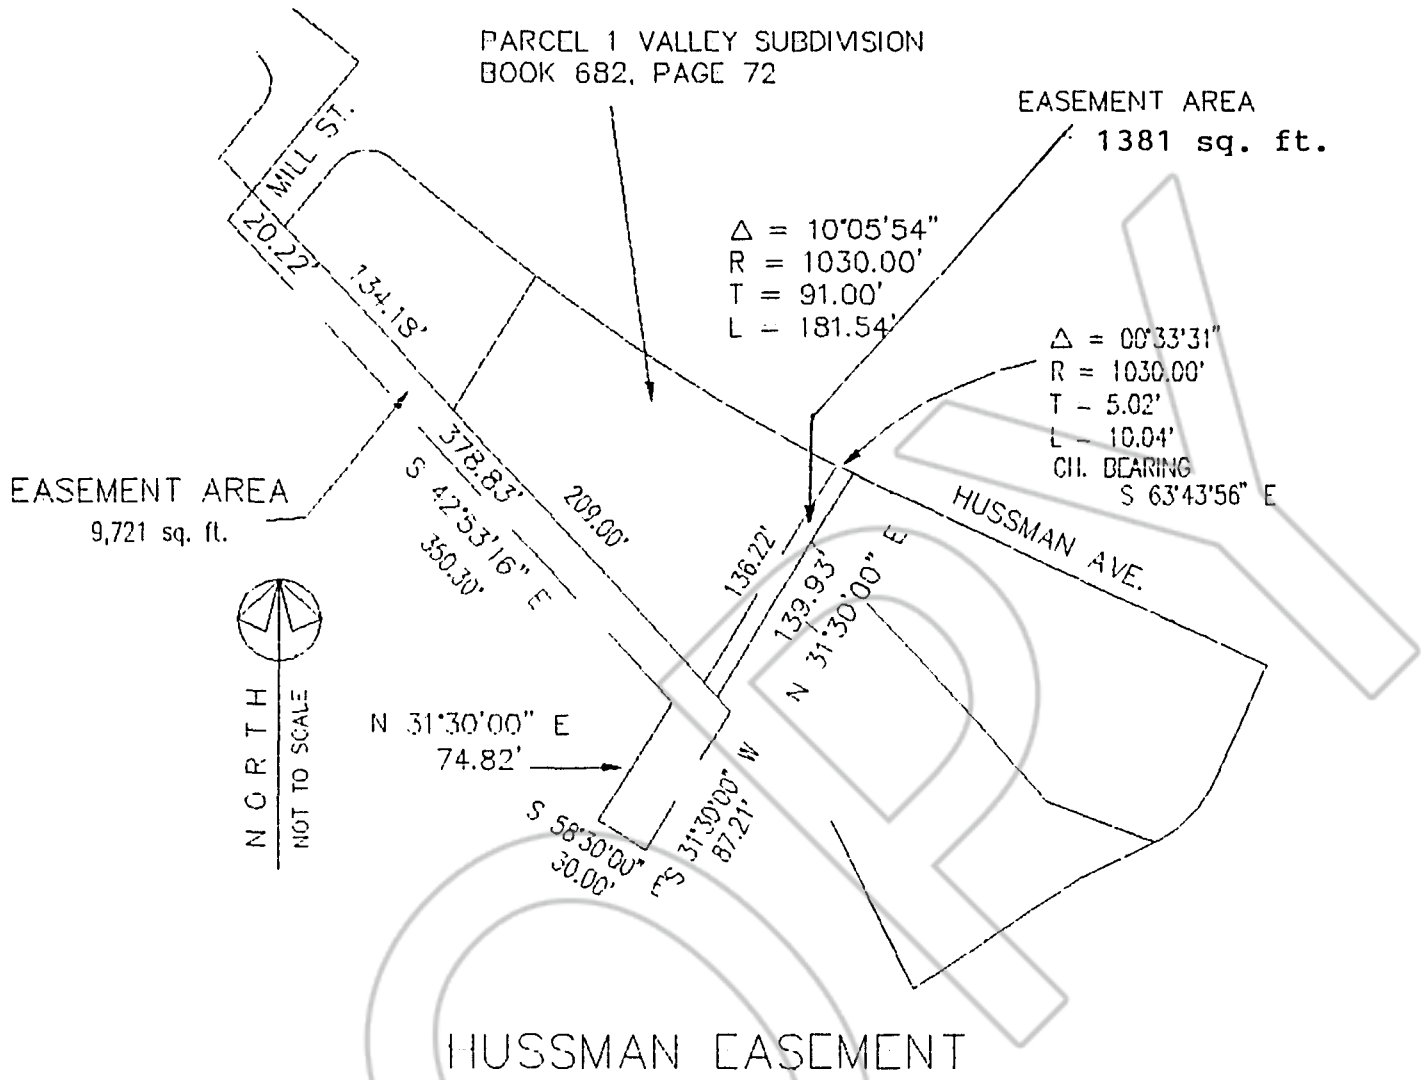 PARCEL 1 VALLEY SUBDIVISION
BOOK 682, PAGE 72
EASEMENT AREA
1381 sq. ft.
MILL ST.
20.22'
134.18'
Δ = 10°05'54"
R = 1030.00'
T = 91.00'
L = 181.54'
Δ = 00°33'31"
R = 1030.00'
T = 5.02'
L = 10.04'
CH. BEARING
S 63°43'56" E
HUSSMAN AVE.
EASEMENT AREA
9,721 sq. ft.
378.83'
S 42°53'16" E
350.30'
209.00'
136.22'
139.93'
N 31°30'00" E
NORTH
NOT TO SCALE
N 31°30'00" E
74.82'
S 58°30'00" E
30.00'
S 31°30'00" W
87.21'
HUSSMAN EASEMENT
COPY